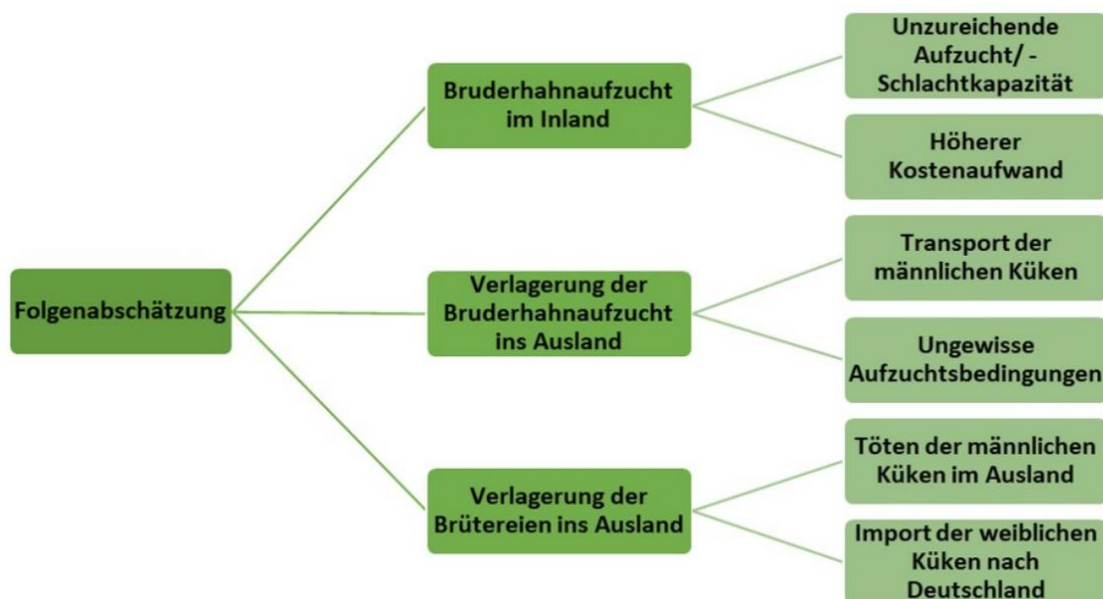 Folgenabschätzung
Bruderhahnaufzucht
im Inland
Unzureichende
Aufzucht/ -
Schlachtkapazität
Höherer
Kostenaufwand
Verlagerung der
Bruderhahnaufzucht
ins Ausland
Transport der
männlichen Küken
Ungewisse
Aufzuchtsbedingungen
Verlagerung der
Brütereien ins Ausland
Töten der männlichen
Küken im Ausland
Import der weiblichen
Küken nach
Deutschland